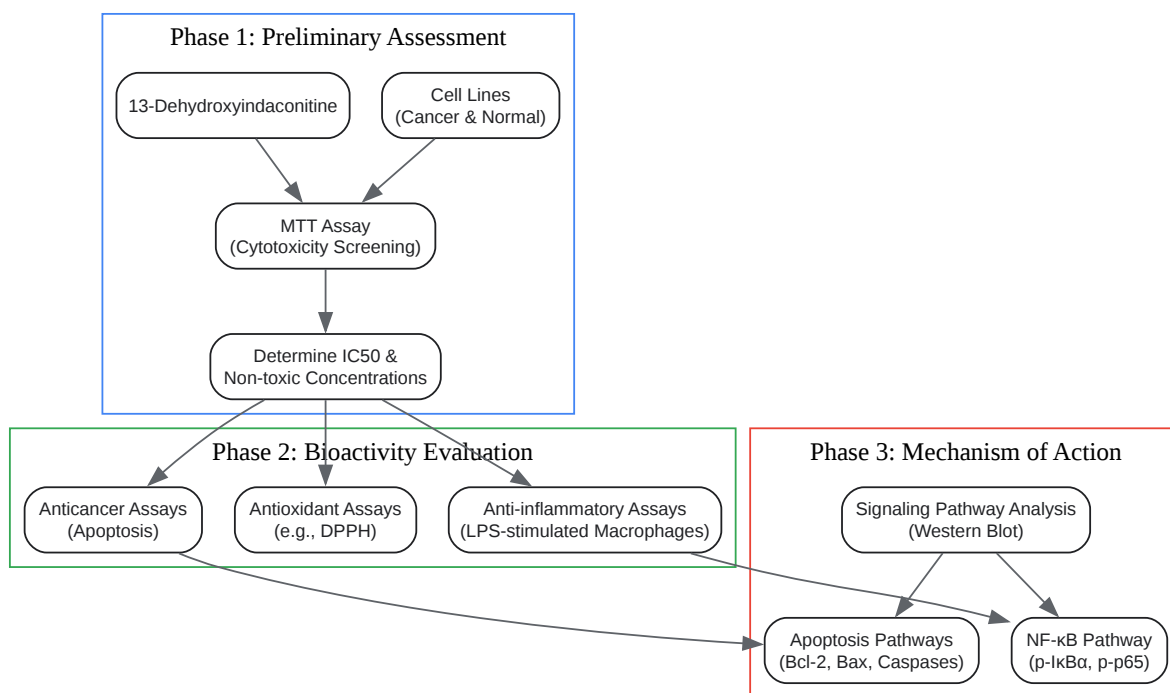 Phase 1: Preliminary Assessment
13-Dehydroxyindaconitine
Cell Lines
(Cancer & Normal)
MTT Assay
(Cytotoxicity Screening)
Determine IC50 &
Non-toxic Concentrations
Phase 2: Bioactivity Evaluation
Anticancer Assays
(Apoptosis)
Antioxidant Assays
(e.g., DPPH)
Anti-inflammatory Assays
(LPS-stimulated Macrophages)
Phase 3: Mechanism of Action
Signaling Pathway Analysis
(Western Blot)
Apoptosis Pathways
(Bcl-2, Bax, Caspases)
NF-κB Pathway
(p-IκBα, p-p65)